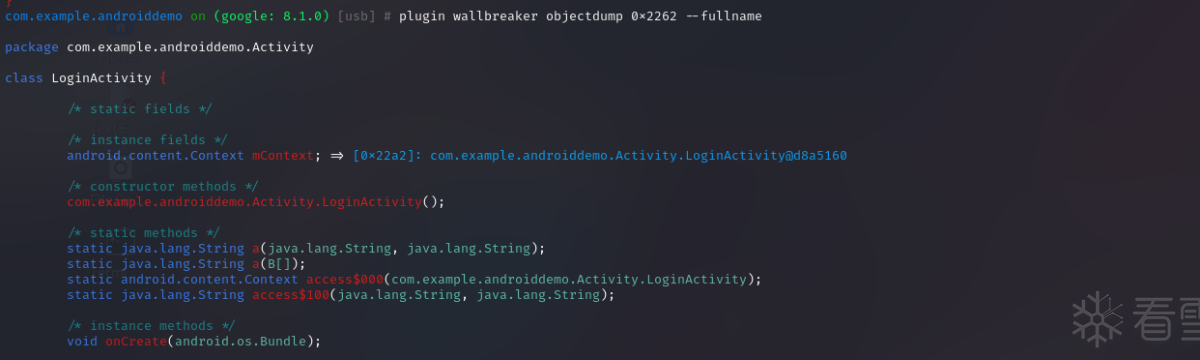 }
com.example.androiddemo on (google: 8.1.0) [usb] # plugin wallbreaker objectdump 0×2262 --fullname
package com.example.androiddemo.Activity
class LoginActivity {
/* static fields */
/* instance fields */
android.content.Context mContext; => [0×22a2]: com.example.androiddemo.Activity.LoginActivity@d8a5160
/* constructor methods */
com.example.androiddemo.Activity.LoginActivity();
/* static methods */
static java.lang.String a(java.lang.String, java.lang.String);
static java.lang.String a(B[]);
static android.content.Context access$000(com.example.androiddemo.Activity.LoginActivity);
static java.lang.String access$100(java.lang.String, java.lang.String);
/* instance methods */
void onCreate(android.os.Bundle);
看雪